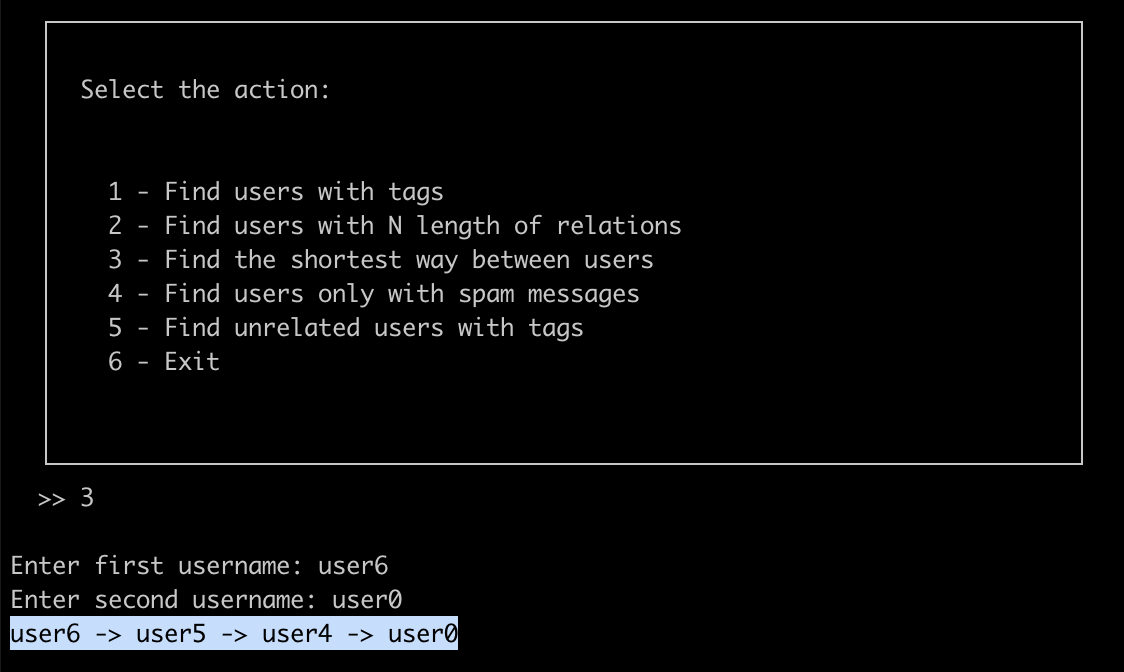 Select the action:
1 - Find users with tags
2 - Find users with N length of relations
3 - Find the shortest way between users
4 - Find users only with spam messages
5 - Find unrelated users with tags
6 - Exit
>> 3
Enter first username: user6
Enter second username: user0
user6 -> user5 -> user4 -> user0